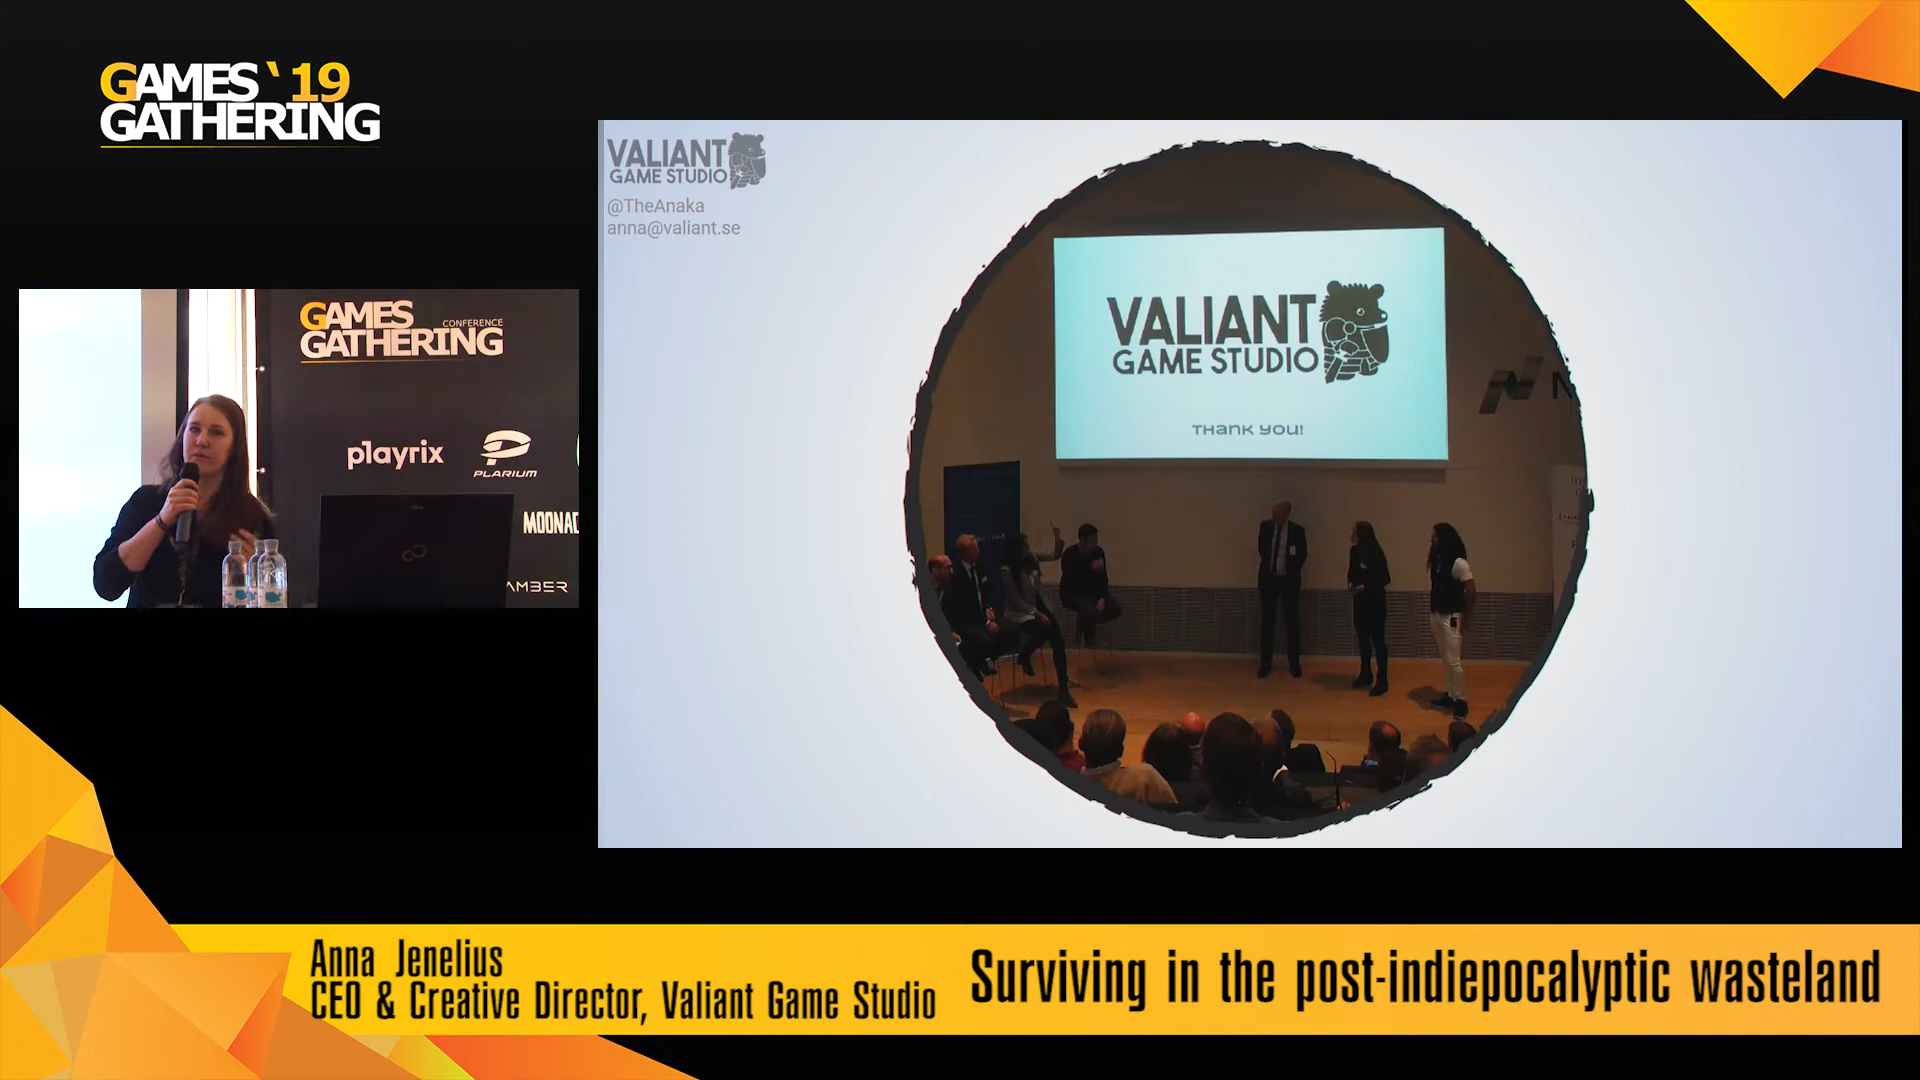 GAMES `19
GATHERING
VALIANT
GAME STUDIO
@TheAnaka
anna@valiant.se
VALIANT
GAME STUDIO
THANK YOU!
N
GAMES
CONFERENCE
GATHERING
playrix
PLARIUM
MOONAC
AMBER
Anna Jenelius
CEO & Creative Director, Valiant Game Studio
Surviving in the post-indiepocalyptic wasteland